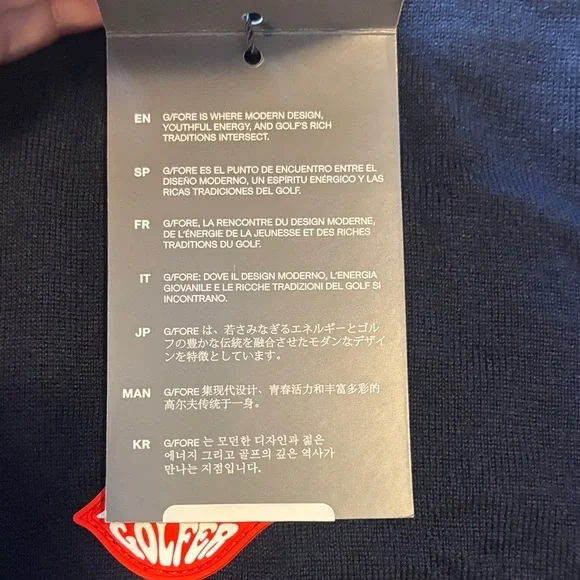 EN G/FORE IS WHERE MODERN DESIGN,
YOUTHFUL ENERGY, AND GOLF'S RICH
TRADITIONS INTERSECT.
SP G/FORE ES EL PUNTO DE ENCUENTRO ENTRE EL
DISEÑO MODERNO, UN ESPÍRITU ENÉRGICO Y LAS
RICAS TRADICIONES DEL GOLF.
FR G/FORE, LA RENCONTRE DU DESIGN MODERNE,
DE L'ÉNERGIE DE LA JEUNESSE ET DES RICHES
TRADITIONS DU GOLF.
IT G/FORE: DOVE IL DESIGN MODERNO, L'ENERGIA
GIOVANILE E LE RICCHE TRADIZIONI DEL GOLF SI
INCONTRANO.
JP G/FORE は、若さみなぎるエネルギーとゴル
フの豊かな伝統を融合させたモダンなデザイ
ンを特徴としています。
MAN G/FORE 集现代设计、青春活力和丰富多彩的
高尔夫传统于一身。
KR G/FORE 는 모던한 디자인과 젊은
에너지 그리고 골프의 깊은 역사가
만나는 지점입니다.
GOLFER